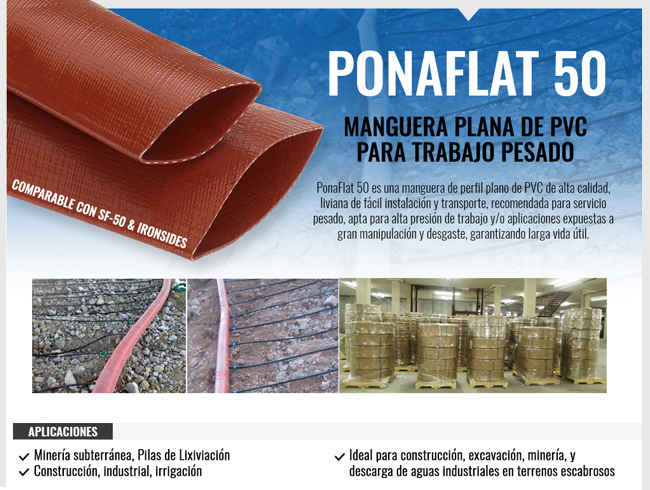 PONAFLAT 50
MANGUERA PLANA DE PVC
PARA TRABAJO PESADO
PonaFlat 50 es una manguera de perfil plano de PVC de alta calidad,
liviana de fácil instalación y transporte, recomendada para servicio
pesado, apta para alta presión de trabajo y/o aplicaciones expuestas a
gran manipulación y desgaste, garantizando larga vida útil.
COMPARABLE CON SF-50 & IRONSIDES
APLICACIONES
Minería subterránea, Pilas de Lixiviación
Construcción, industrial, irrigación
Ideal para construcción, excavación, minería, y
descarga de aguas industriales en terrenos escabrosos